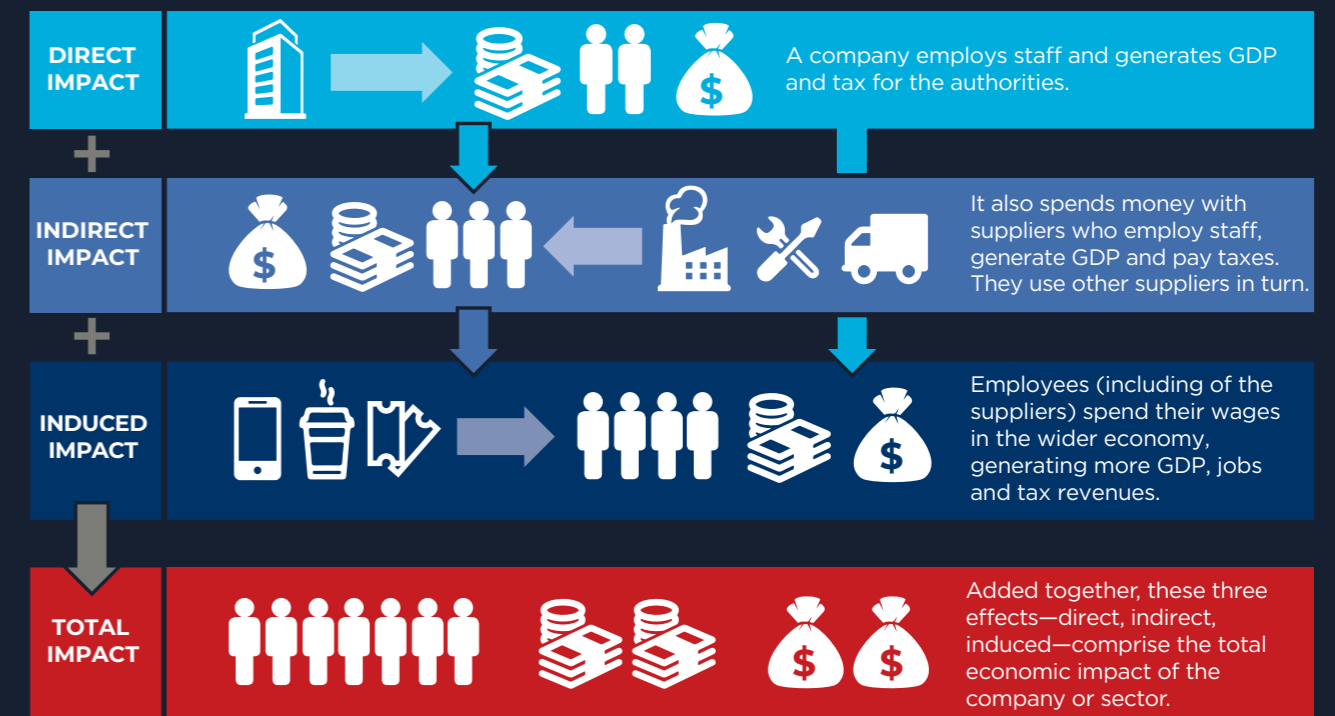 DIRECT
IMPACT
$
A company employs staff and generates GDP
and tax for the authorities.
+
INDIRECT
IMPACT
$
It also spends money with
suppliers who employ staff,
generate GDP and pay taxes.
They use other suppliers in turn.
+
INDUCED
IMPACT
$
Employees (including of the
suppliers) spend their wages
in the wider economy,
generating more GDP, jobs
and tax revenues.
TOTAL
IMPACT
$ $
Added together, these three
effects—direct, indirect,
induced—comprise the total
economic impact of the
company or sector.